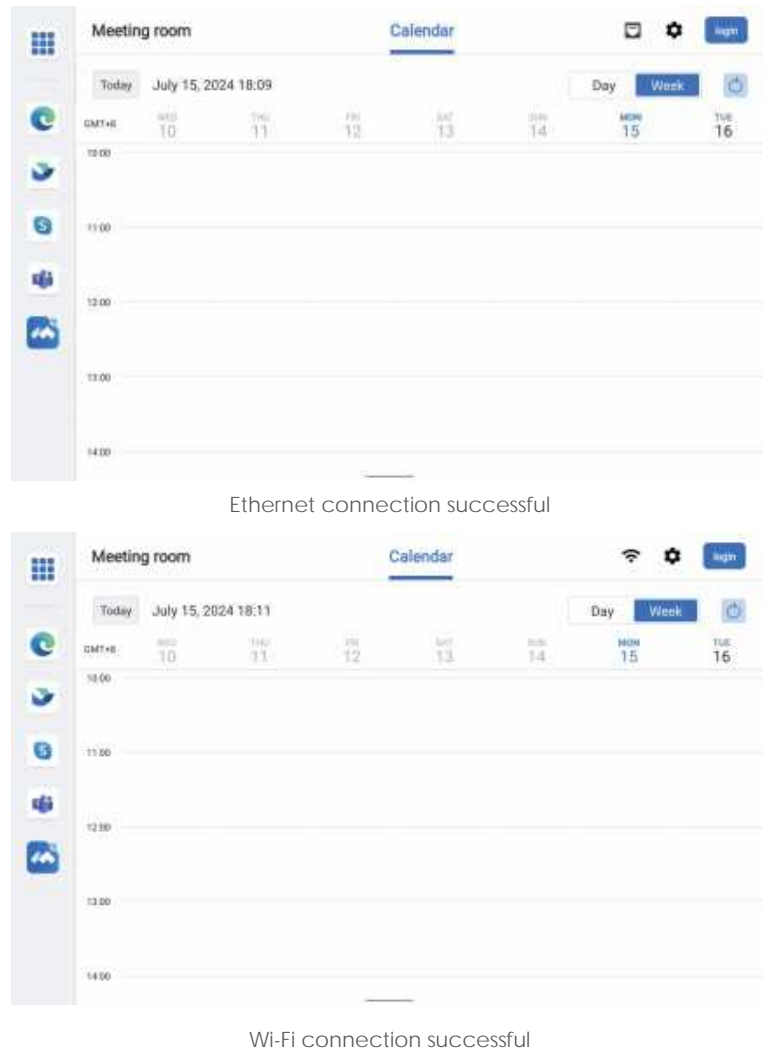 Meeting room Calendar login
Today July 15, 2024 18:09 Day Week
GMT+8 WED THU FRI SAT SUN MON TUE
10 11 12 13 14 15 16
10:00
11:00
12:00
13:00
14:00
Ethernet connection successful
Meeting room Calendar login
Today July 15, 2024 18:11 Day Week
GMT+8 WED THU FRI SAT SUN MON TUE
10 11 12 13 14 15 16
10:00
11:00
12:00
13:00
14:00
Wi-Fi connection successful